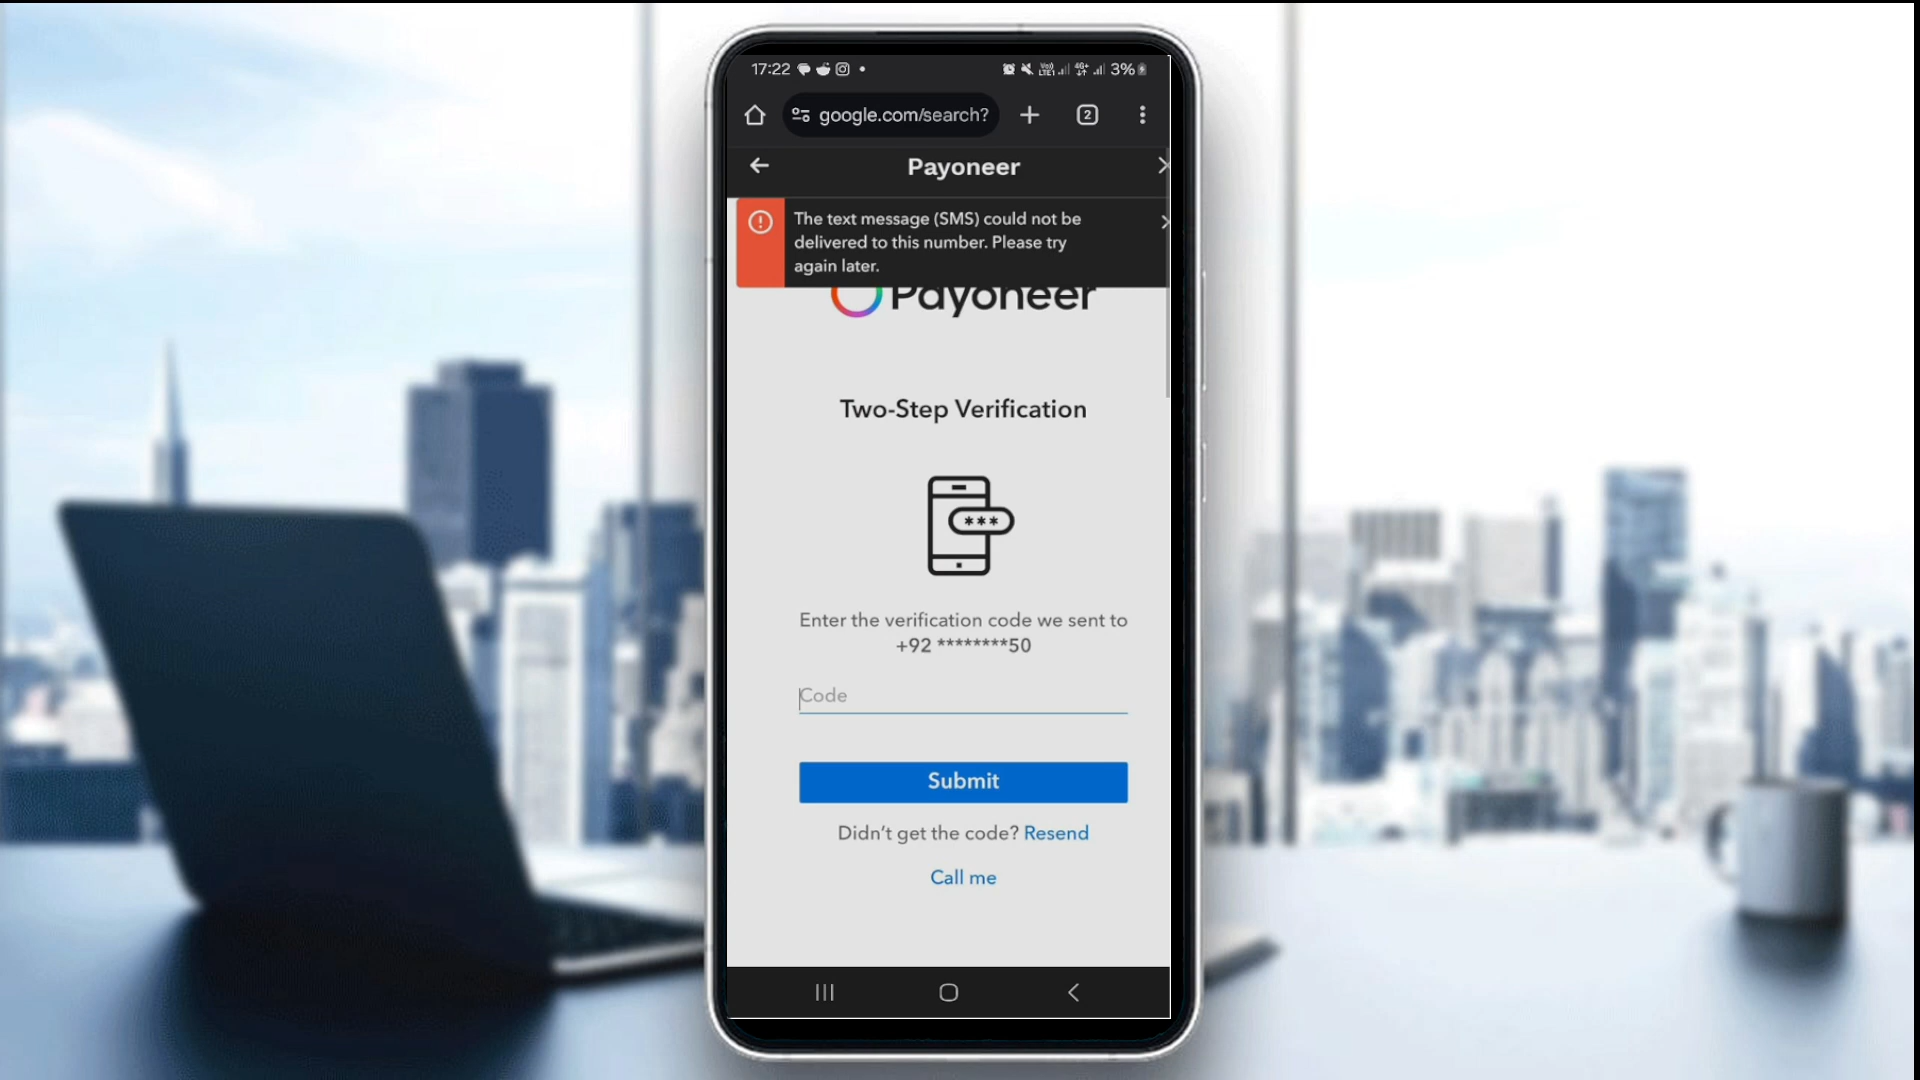 17:22 3%
google.com/search? 2
Payoneer
The text message (SMS) could not be
delivered to this number. Please try
again later.
Payoneer
Two-Step Verification
***
Enter the verification code we sent to
+92 ********50
Code
Submit
Didn't get the code? Resend
Call me